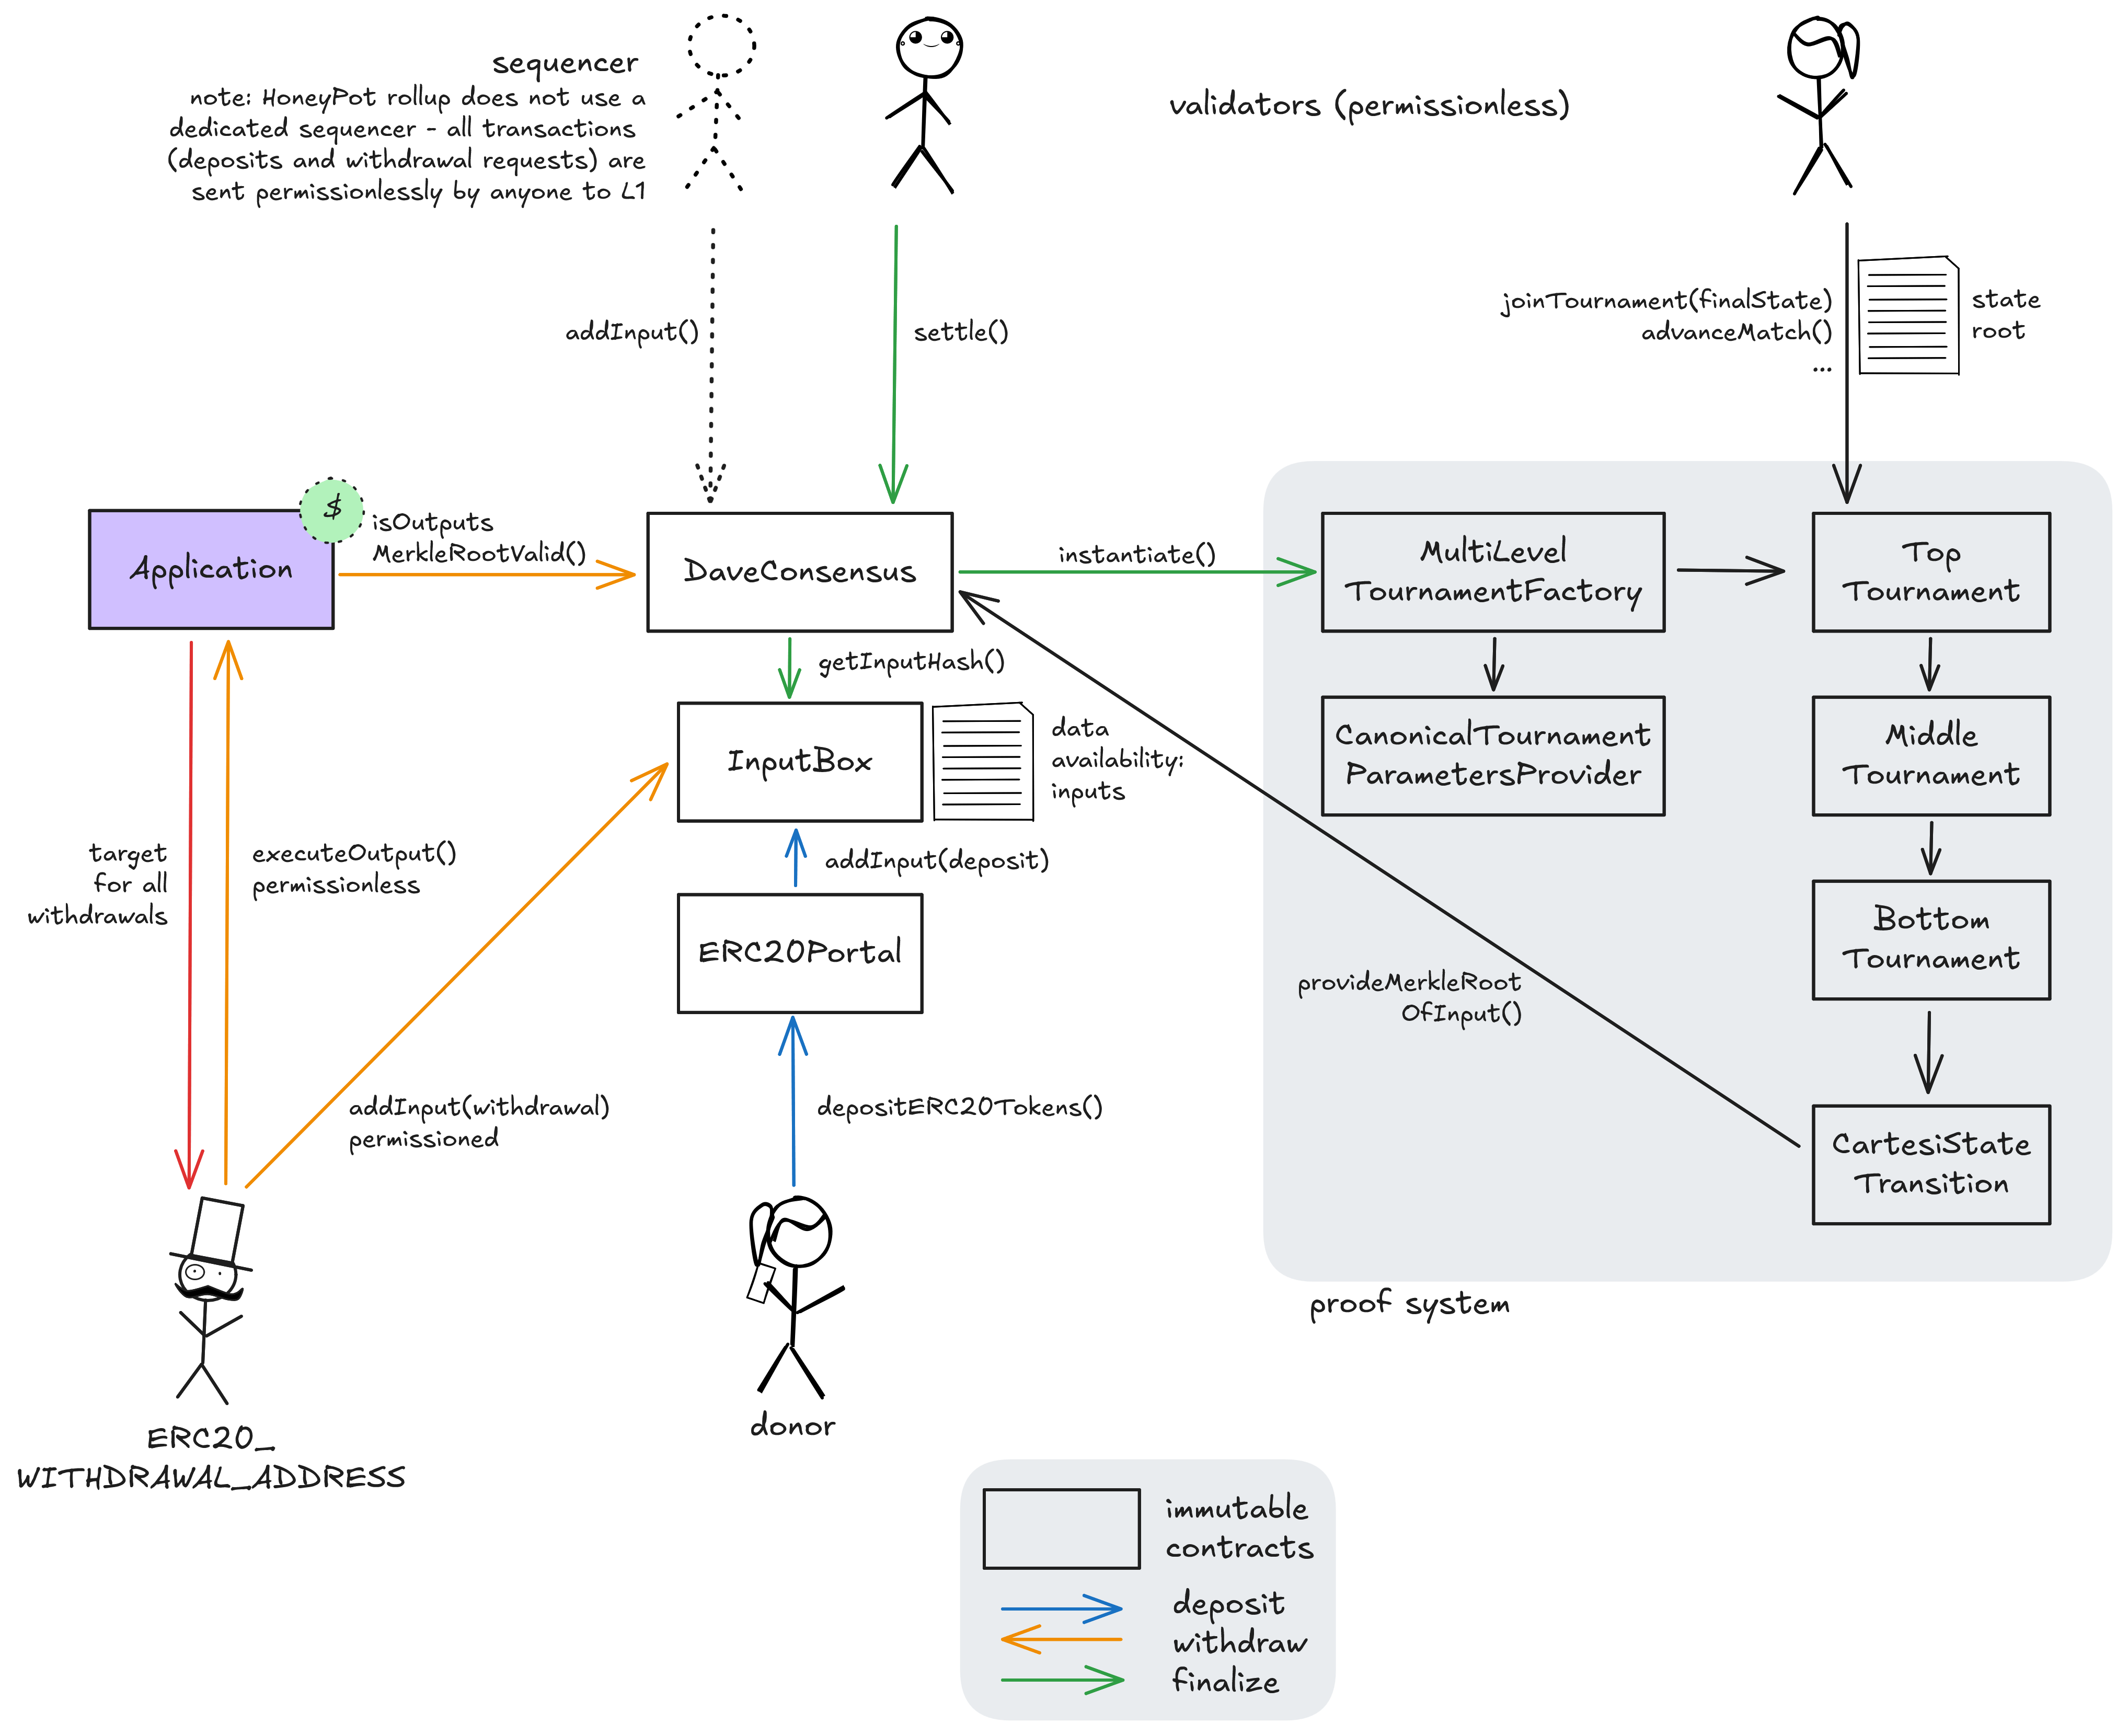 sequencer
note: HoneyPot rollup does not use a
dedicated sequencer - all transactions
(deposits and withdrawal requests) are
sent permissionlessly by anyone to L1
validators (permissionless)
addInput()
settle()
joinTournament(finalState)
advanceMatch()
...
state
root
Application
$
isOutputs
MerkleRootValid()
DaveConsensus
instantiate()
MultiLevel
TournamentFactory
Top
Tournament
getInputHash()
InputBox
data
availability:
inputs
CanonicalTournament
ParametersProvider
Middle
Tournament
target
for all
withdrawals
executeOutput()
permissionless
addInput(deposit)
ERC20Portal
Bottom
Tournament
provideMerkleRoot
OfInput()
addInput(withdrawal)
permissioned
depositERC20Tokens()
CartesiState
Transition
proof system
donor
ERC20_
WITHDRAWAL_ADDRESS
immutable
contracts
deposit
withdraw
finalize